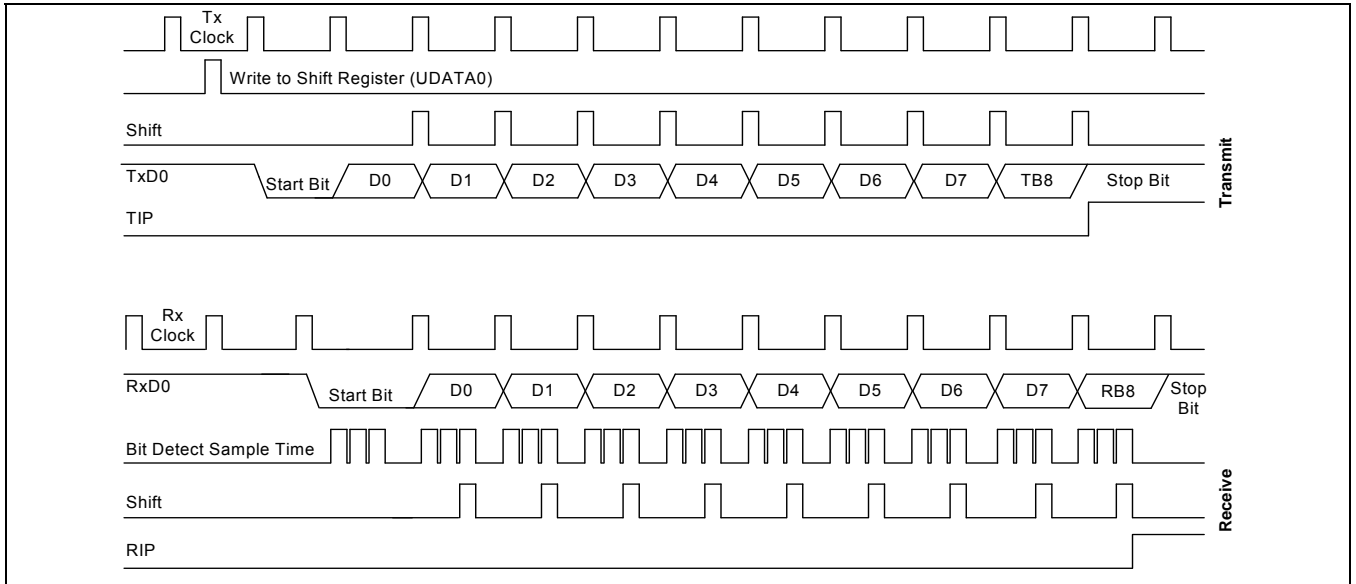 Tx
Clock
Write to Shift Register (UDATA0)
Shift
TxD0 Start Bit D0 D1 D2 D3 D4 D5 D6 D7 TB8 Stop Bit
TIP
Transmit
Rx
Clock
RxD0 Start Bit D0 D1 D2 D3 D4 D5 D6 D7 RB8 Stop
Bit
Bit Detect Sample Time
Shift
RIP
Receive